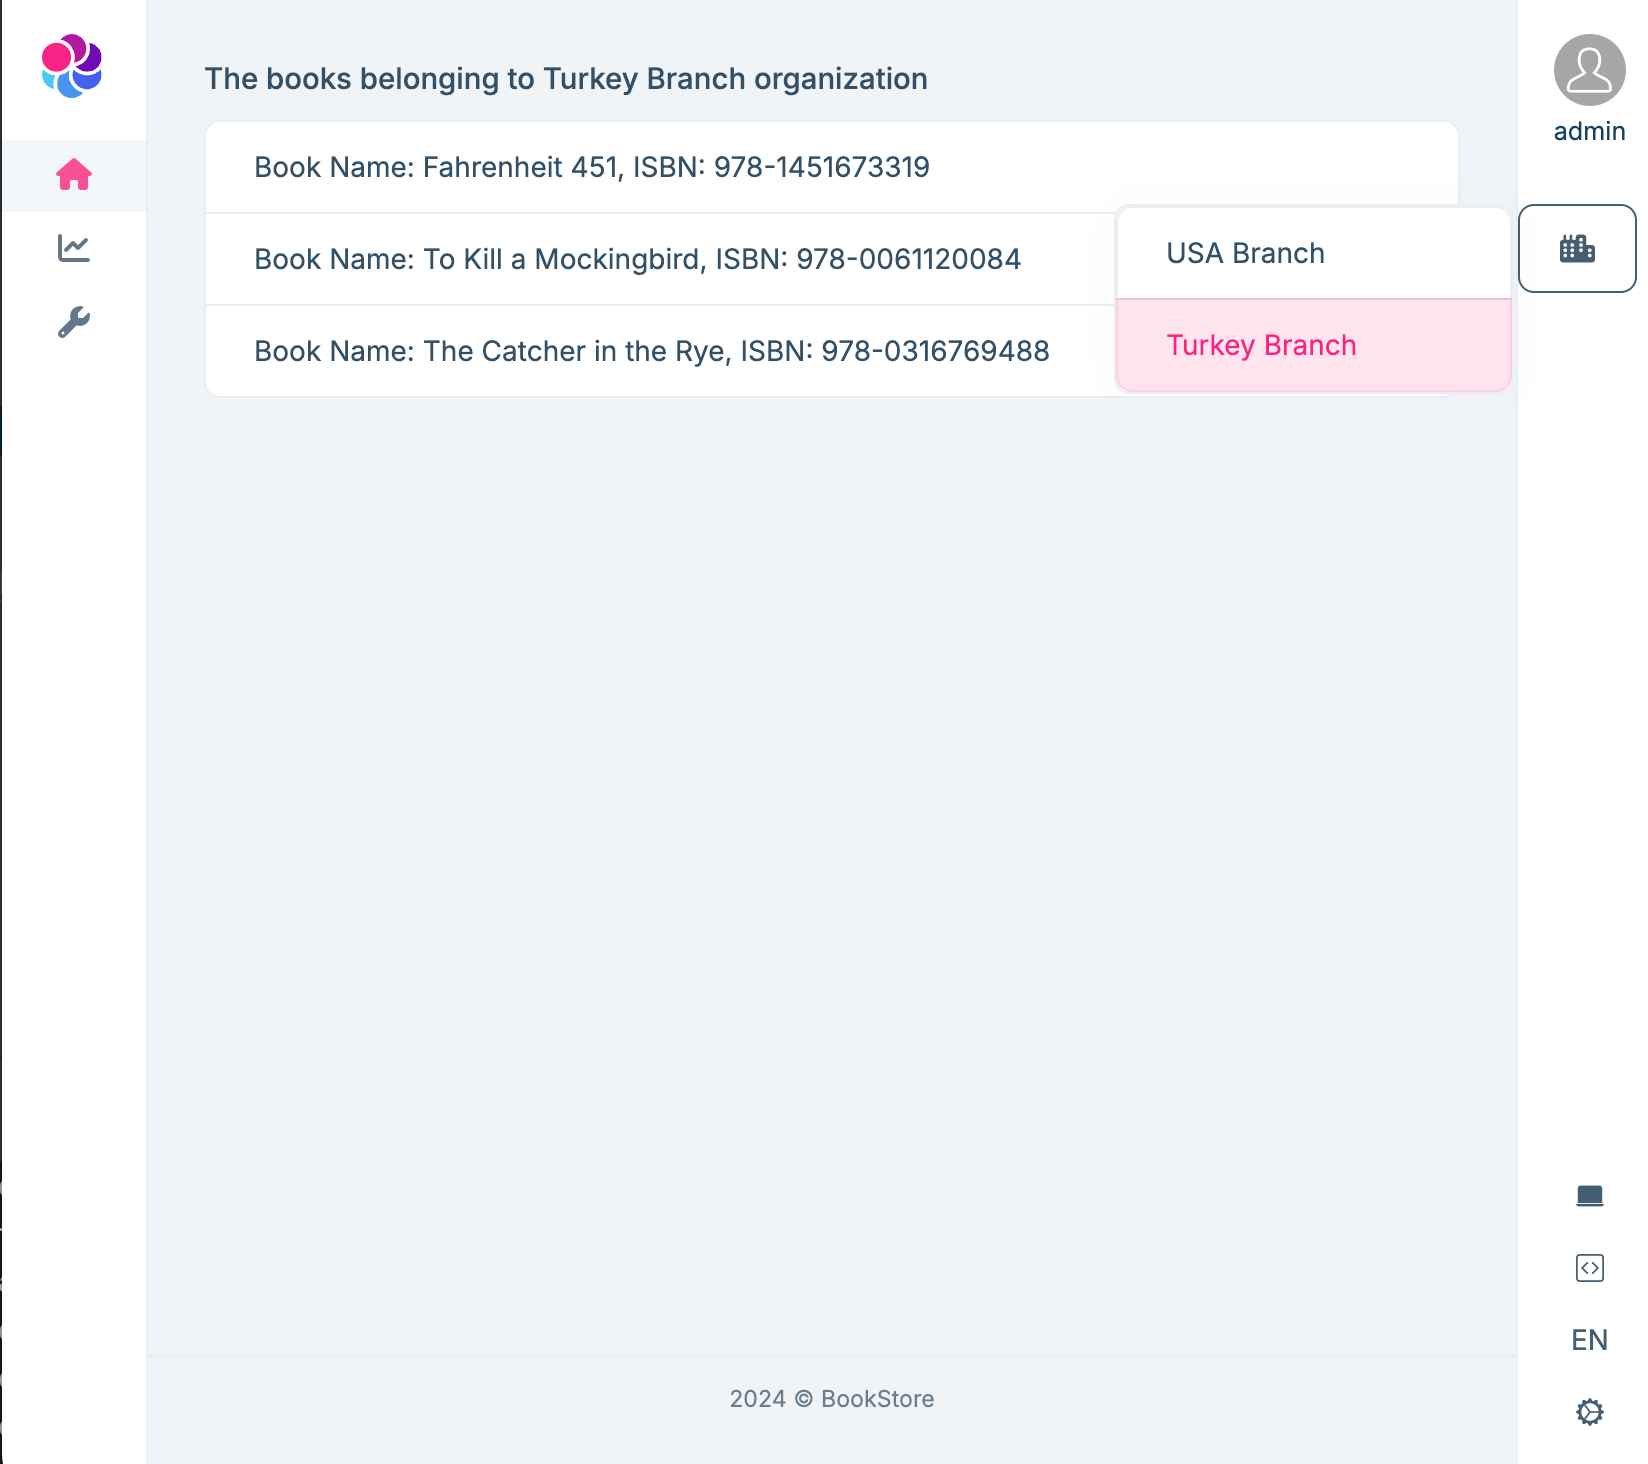 The books belonging to Turkey Branch organization
admin
Book Name: Fahrenheit 451, ISBN: 978-1451673319
Book Name: To Kill a Mockingbird, ISBN: 978-0061120084
USA Branch
Book Name: The Catcher in the Rye, ISBN: 978-0316769488
Turkey Branch
EN
2024 © BookStore